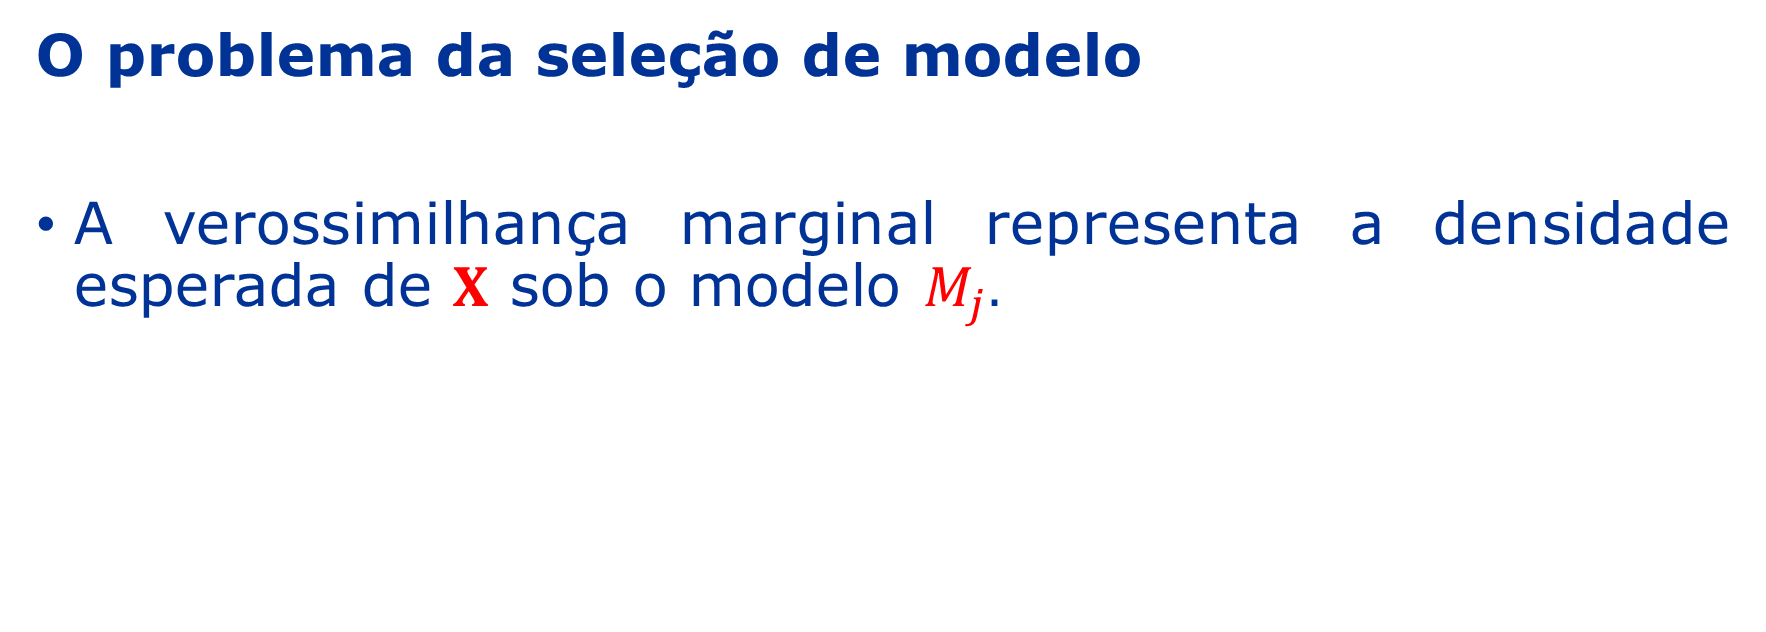 O problema da seleção de modelo
• A verossimilhança marginal representa a densidade
esperada de X sob o modelo Mⱼ.